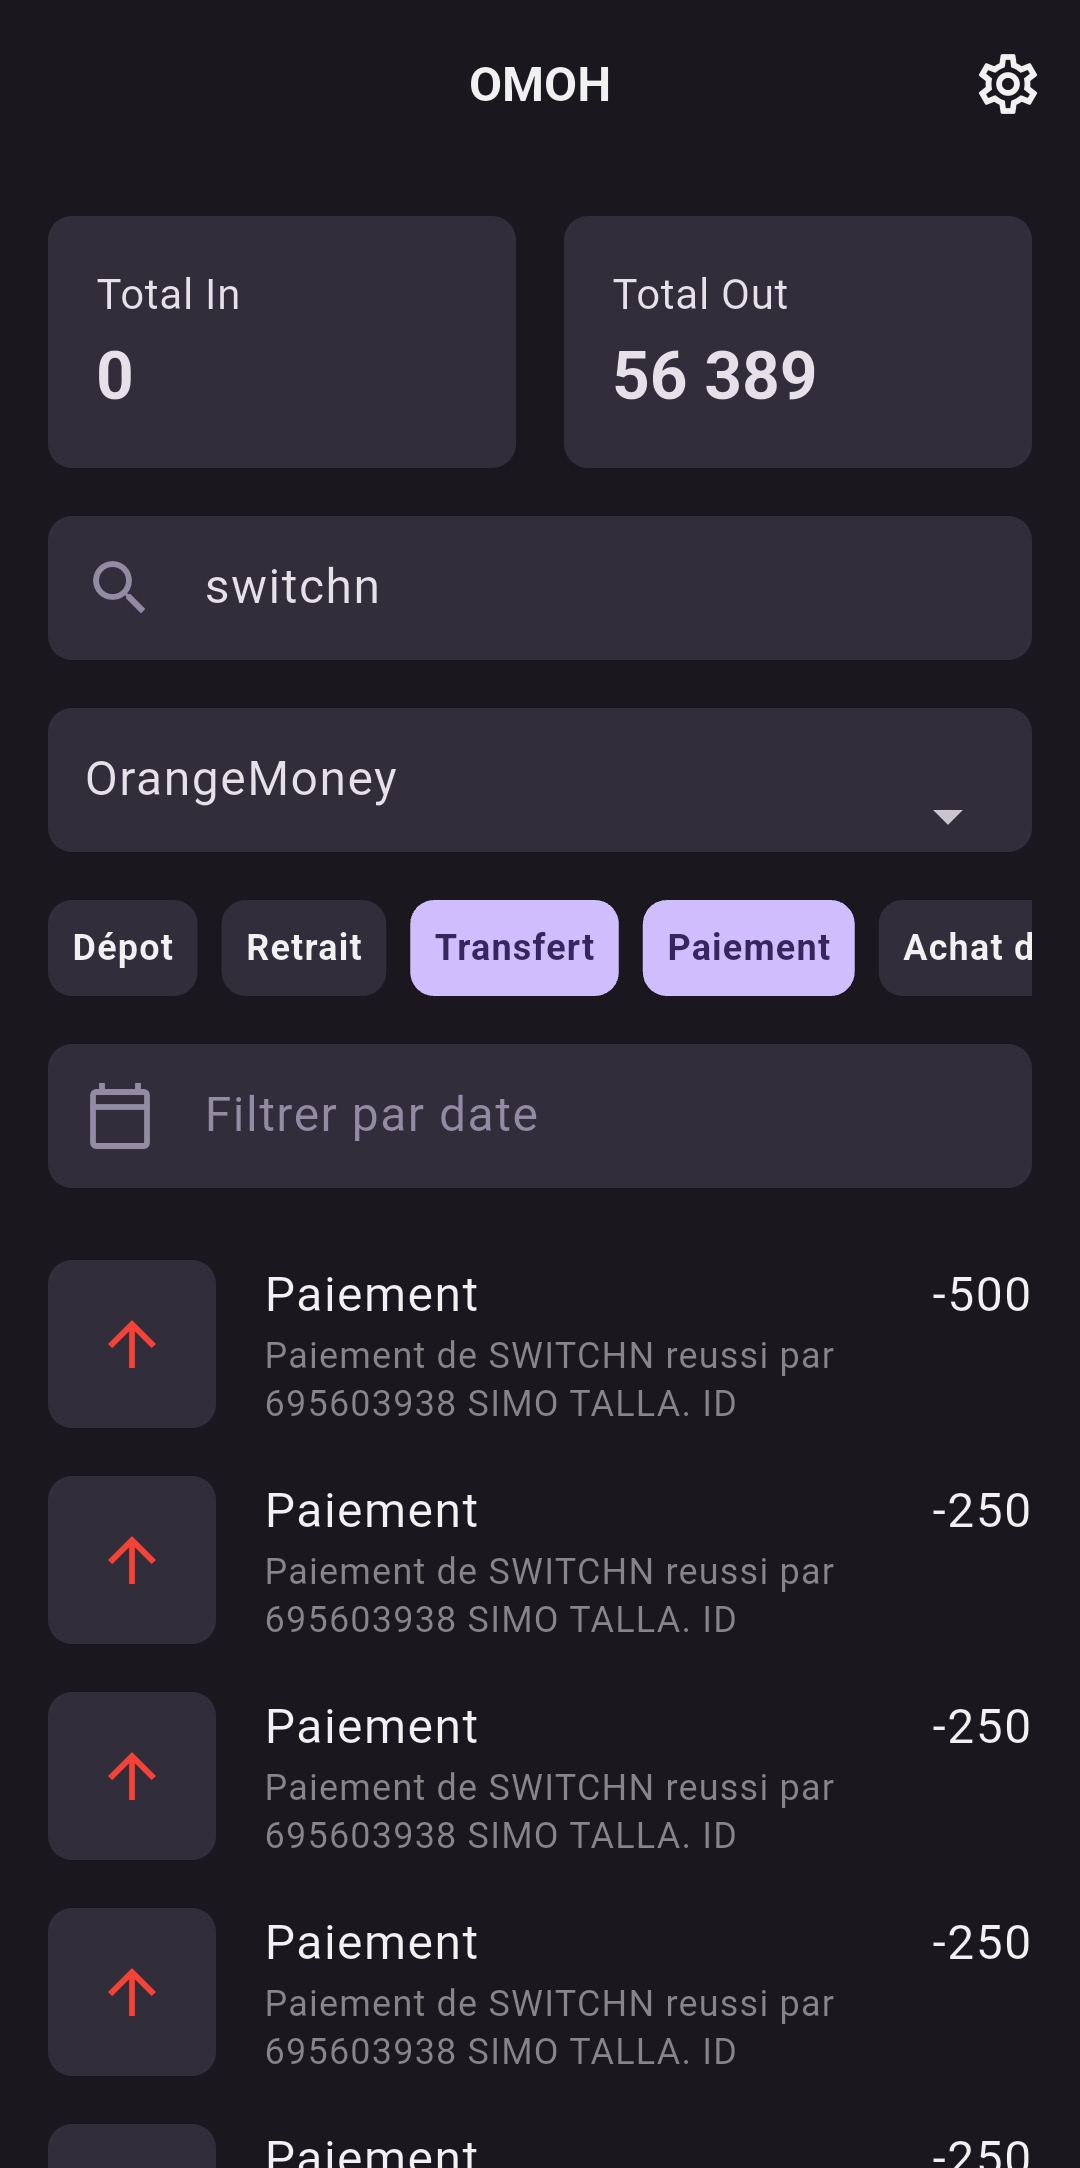 OMOH
Total In
0
Total Out
56 389
switchn
OrangeMoney
Dépot
Retrait
Transfert
Paiement
Achat d
Filtrer par date
Paiement
-500
Paiement de SWITCHN reussi par
695603938 SIMO TALLA. ID
Paiement
-250
Paiement de SWITCHN reussi par
695603938 SIMO TALLA. ID
Paiement
-250
Paiement de SWITCHN reussi par
695603938 SIMO TALLA. ID
Paiement
-250
Paiement de SWITCHN reussi par
695603938 SIMO TALLA. ID
Paiement
-250